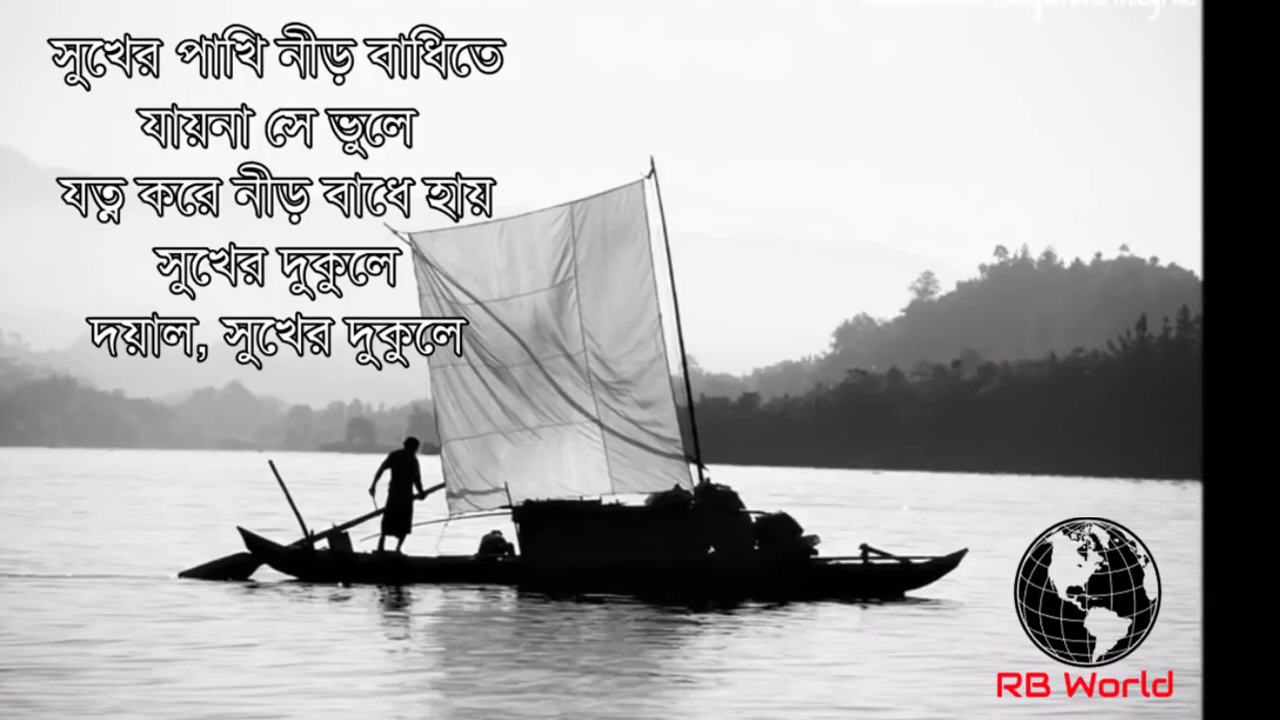 সুখের পাখি নীড় বাধিতে
যায়না সে ভুলে
যত্ন করে নীড় বাধে হায়
সুখের দুকুলে
দয়াল, সুখের দুকুলে
RB World